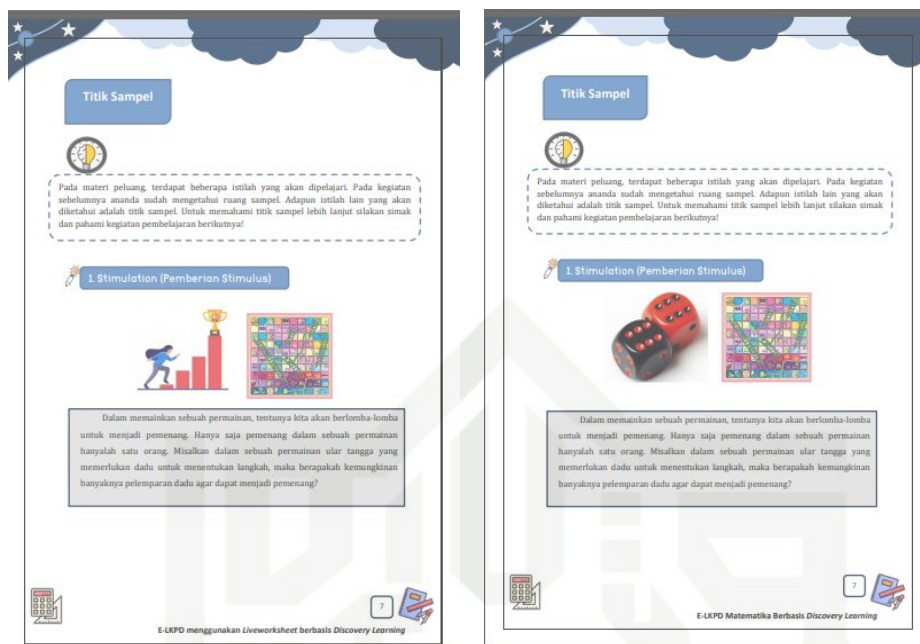 Titik Sampel
Pada materi peluang, terdapat beberapa istilah yang akan dipelajari. Pada kegiatan
sebelumnya ananda sudah mengetahui ruang sampel. Adapun istilah lain yang akan
diketahui adalah titik sampel. Untuk memahami titik sampel lebih lanjut silakan simak
dan pahami kegiatan pembelajaran berikutnya!
1. Stimulation (Pemberian Stimulus)
Dalam memainkan sebuah permainan, tentunya kita akan berlomba-lomba
untuk menjadi pemenang. Hanya saja pemenang dalam sebuah permainan
hanyalah satu orang. Misalkan dalam sebuah permainan ular tangga yang
memerlukan dadu untuk menentukan langkah, maka berapakah kemungkinan
banyaknya pelemparan dadu agar dapat menjadi pemenang?
7
E-LKPD menggunakan Liveworksheet berbasis Discovery Learning
Titik Sampel
Pada materi peluang, terdapat beberapa istilah yang akan dipelajari. Pada kegiatan
sebelumnya ananda sudah mengetahui ruang sampel. Adapun istilah lain yang akan
diketahui adalah titik sampel. Untuk memahami titik sampel lebih lanjut silakan simak
dan pahami kegiatan pembelajaran berikutnya!
1. Stimulation (Pemberian Stimulus)
Dalam memainkan sebuah permainan, tentunya kita akan berlomba-lomba
untuk menjadi pemenang. Hanya saja pemenang dalam sebuah permainan
hanyalah satu orang. Misalkan dalam sebuah permainan ular tangga yang
memerlukan dadu untuk menentukan langkah, maka berapakah kemungkinan
banyaknya pelemparan dadu agar dapat menjadi pemenang?
7
E-LKPD Matematika Berbasis Discovery Learning